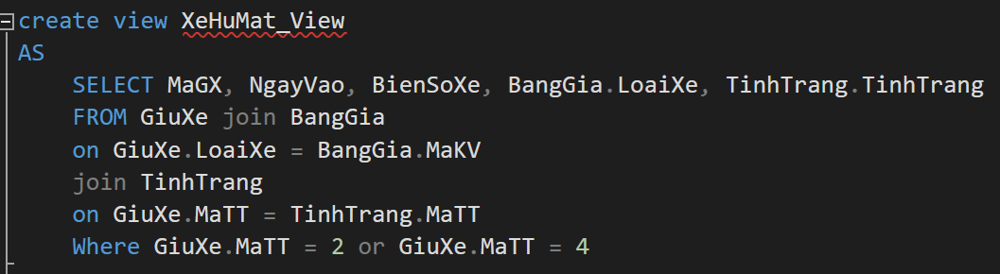 create view XeHuMat_View
AS
SELECT MaGX, NgayVao, BienSoXe, BangGia.LoaiXe, TinhTrang.TinhTrang
FROM GiuXe join BangGia
on GiuXe.LoaiXe = BangGia.MaKV
join TinhTrang
on GiuXe.MaTT = TinhTrang.MaTT
Where GiuXe.MaTT = 2 or GiuXe.MaTT = 4